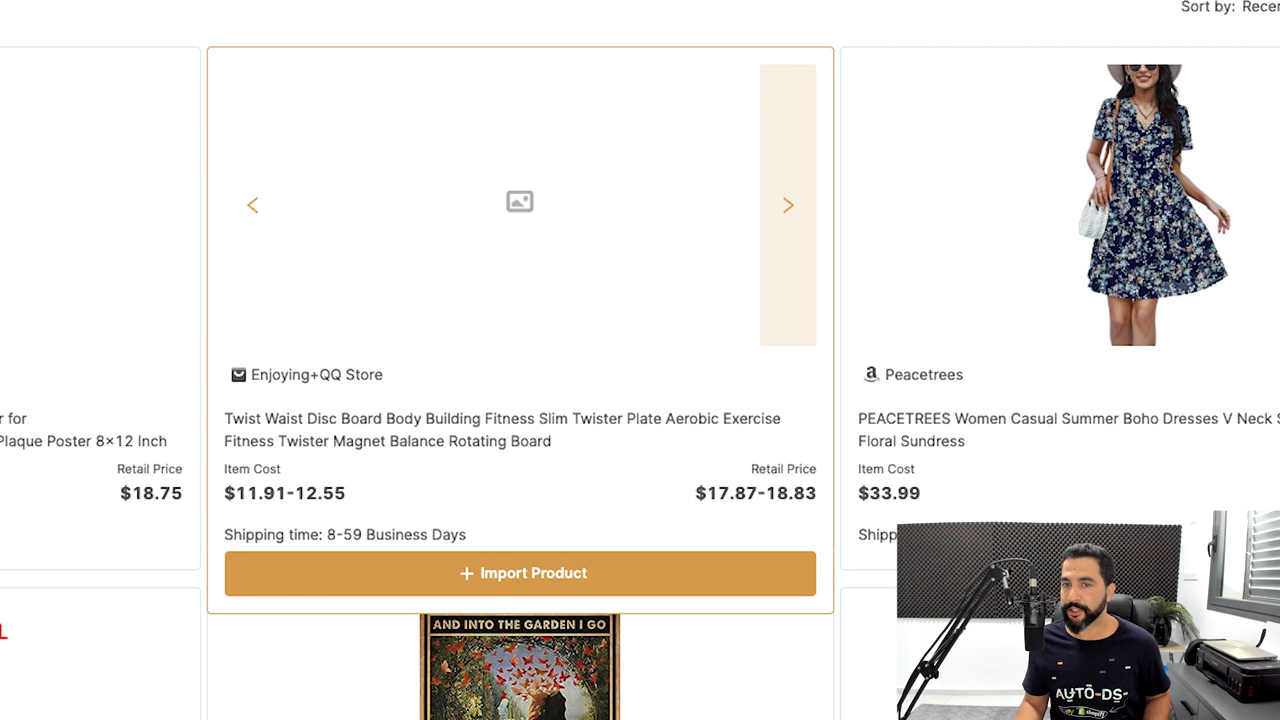 Sort by: Recen
r for
Plaque Poster 8×12 Inch
Retail Price
$18.75
L
Enjoying+QQ Store
Twist Waist Disc Board Body Building Fitness Slim Twister Plate Aerobic Exercise
Fitness Twister Magnet Balance Rotating Board
Item Cost
Retail Price
$11.91-12.55
$17.87-18.83
Shipping time: 8-59 Business Days
+ Import Product
AND INTO THE GARDEN I GO
a Peacetrees
PEACETREES Women Casual Summer Boho Dresses V Neck S
Floral Sundress
Item Cost
$33.99
Shipp
AUTO-DS
shopify